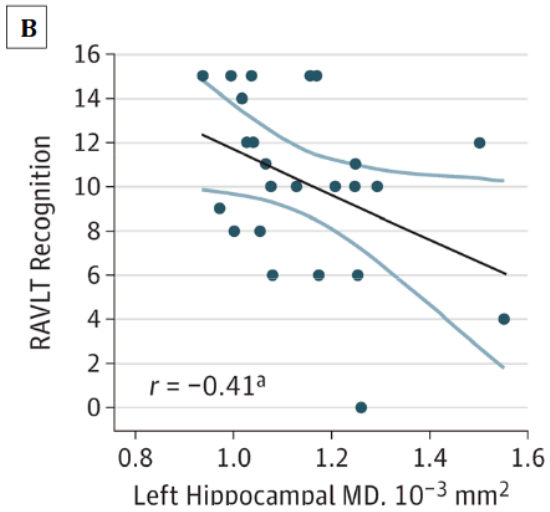 B
16
14
12
10
8
6
4
2
0
RAVLT Recognition
r = −0.41ᵃ
0.8 1.0 1.2 1.4 1.6
Left Hippocampal MD, 10⁻³ mm²